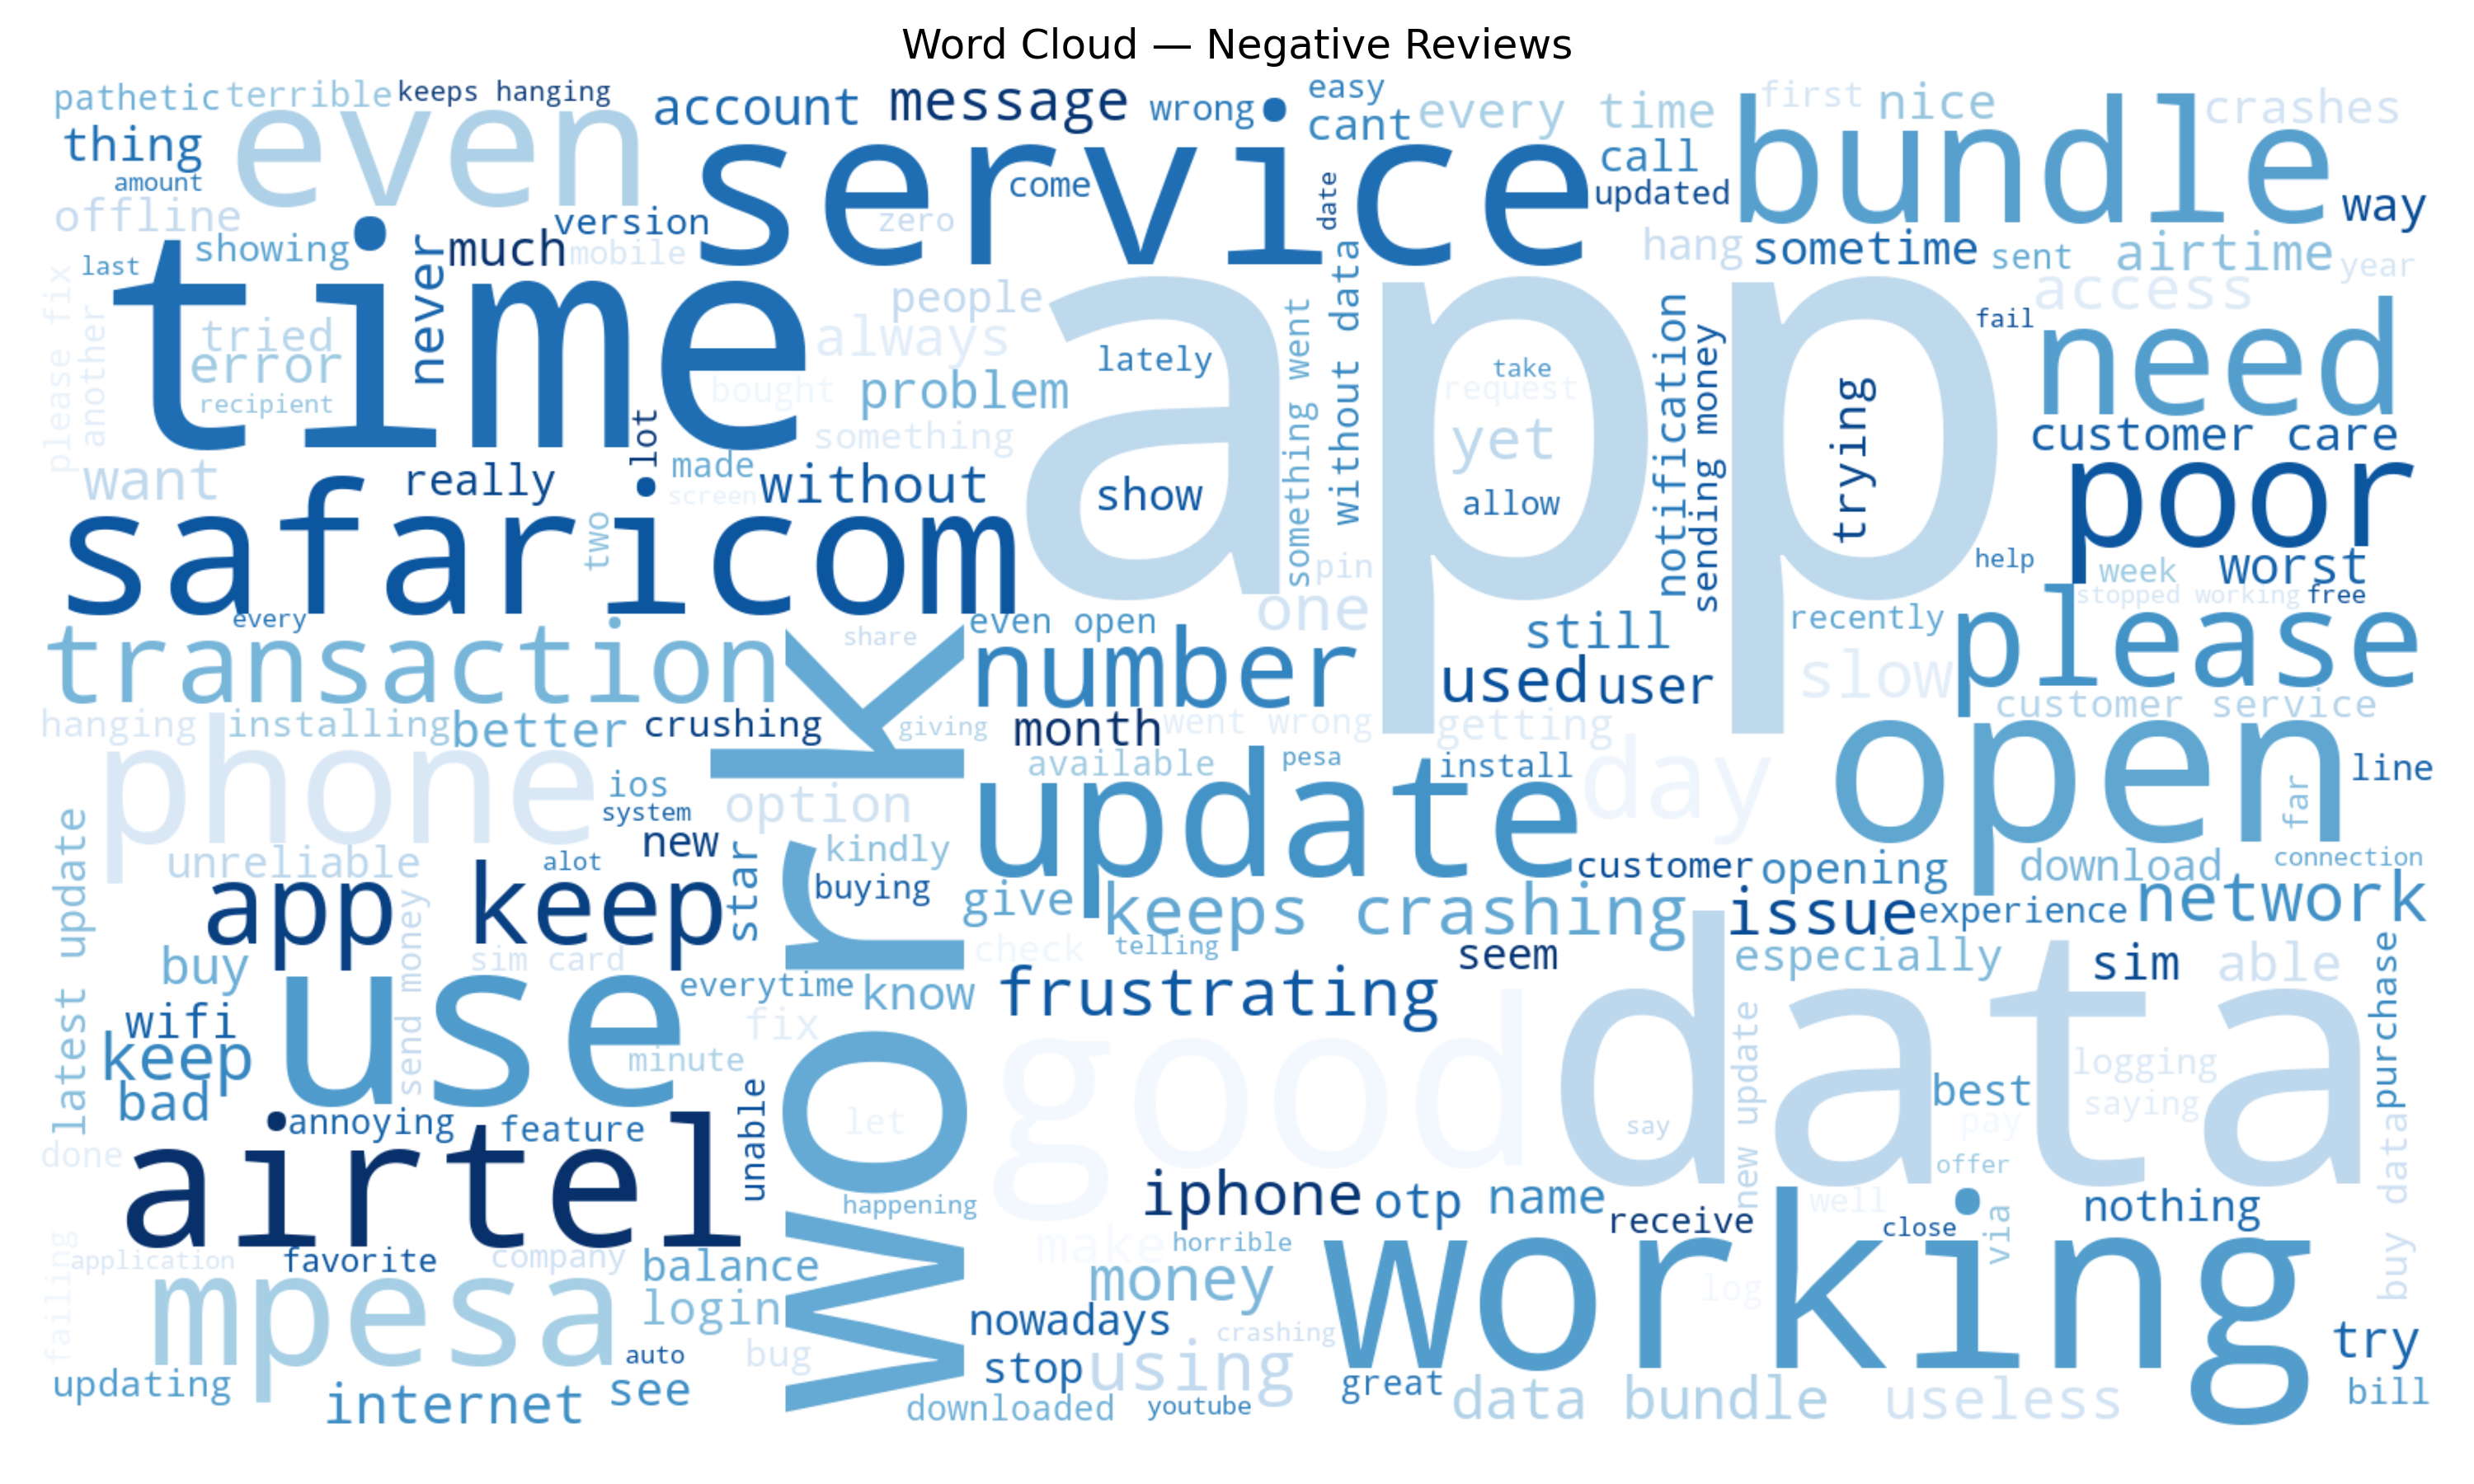 Word Cloud — Negative Reviews
pathetic
terrible
keeps hanging
account
message
wrong
easy
cant
every time
first
nice
crashes
thing
amount
even
service
come
date
call
updated
bundle
way
offline
version
zero
showing
never
much
mobile
hang
sometime
sent
airtime
year
last
time
people
access
please fix
another
tried
error
recipient
always
lately
something went
without data
take
request
notification
sending money
trying
fail
need
bought
problem
app
yet
something
customer care
want
really
lot
made
screen
without
show
allow
poor
safaricom
two
pin
help
week
worst
stopped working
free
every
share
even open
one
still
recently
please
transaction
number
used
user
slow
customer service
hanging
installing
better
crushing
giving
month
went wrong
getting
phone
ios
system
option
available
pesa
install
day
open
far
line
latest update
unreliable
alot
new
star
kindly
buying
update
customer
opening
download
connection
app keep
work
give
keeps crashing
issue
experience
network
buy
send money
sim card
check
telling
seem
especially
sim
able
purchase
use
everytime
know
frustrating
wifi
keep
fix
minute
new update
data
logging
bad
unable
let
good
say
best
pay
saying
annoying
feature
done
airtel
happening
iphone
otp
name
receive
offer
well
close
via
nothing
buy data
failing
application
favorite
company
balance
make
horrible
mpesa
login
money
log
working
nowadays
crashing
try
updating
auto
bug
stop
using
internet
see
downloaded
youtube
great
data bundle
useless
bill